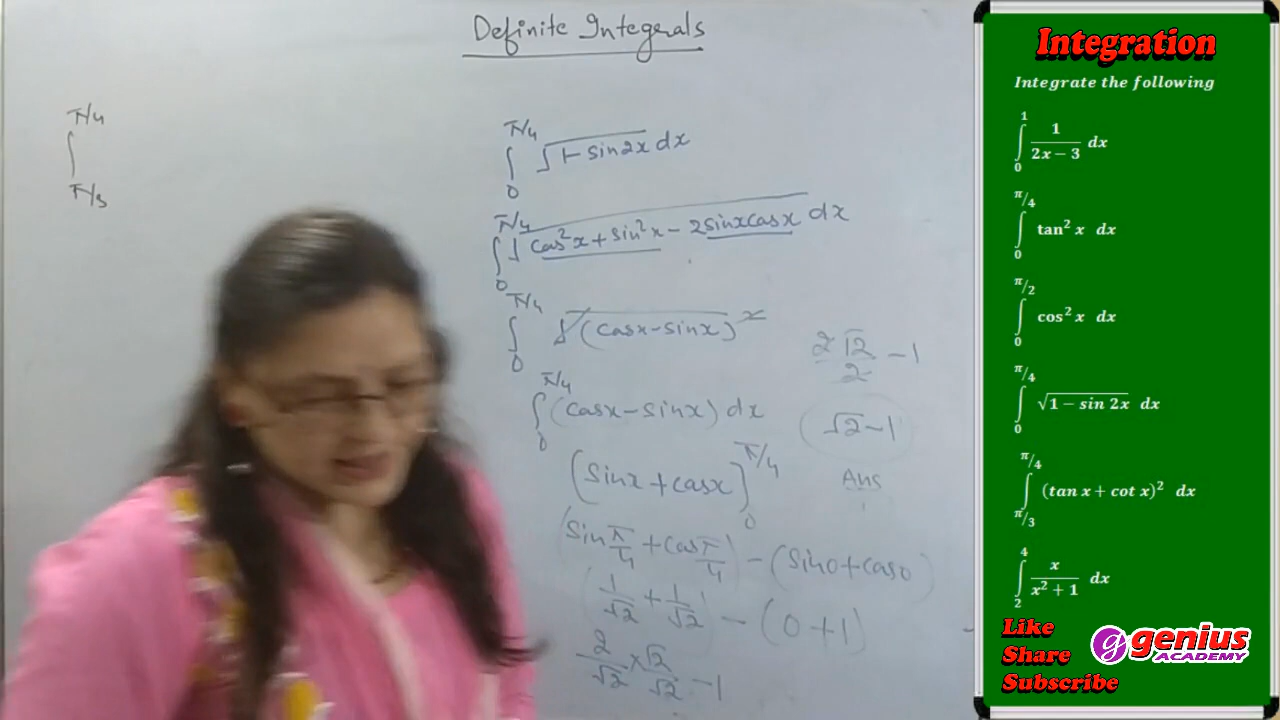 Definite Integerals
π/4
∫
π/3
π/4
∫ √1-sin2x dx
0
π/4
∫ √cos²x + sin²x - 2sinxcosx dx
0
π/4
∫ √(cosx-sinx)²
0
π/4
∫ (cosx-sinx) dx
0
[sinx+cosx]
π/4
0
(sin π/4 + cos π/4) - (sin0+cos0)
(1/√2 + 1/√2) - (0+1)
2/√2 × √2/√2 - 1
2√2/2 - 1
√2-1
Ans
Integration
Integrate the following
1
∫ 1/(2x - 3) dx
0
π/4
∫ tan² x dx
0
π/2
∫ cos² x dx
0
π/4
∫ √1 - sin 2x dx
0
π/4
∫ (tan x + cot x)² dx
π/3
4
∫ x/(x² + 1) dx
2
Like
Share
Subscribe
g genius
ACADEMY